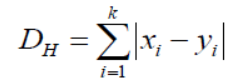 D_H = \sum_{i=1}^{k} |x_i - y_i|